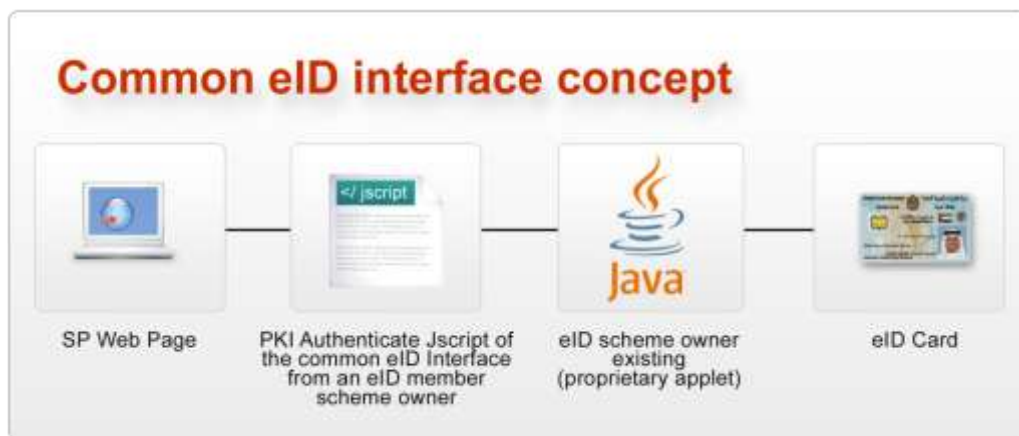 Common eID interface concept
</ jscript
Java
SP Web Page
PKI Authenticate Jscript of
the common eID Interface
from an eID member
scheme owner
eID scheme owner
existing
(proprietary applet)
eID Card